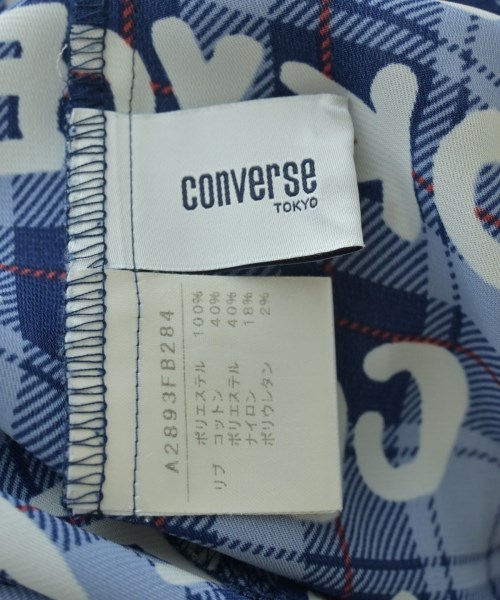 converse
TOKYO
A2893FB284
ポリエステル 100%
リブ コットン 40%
ポリエステル 40%
ナイロン 18%
ポリウレタン 2%